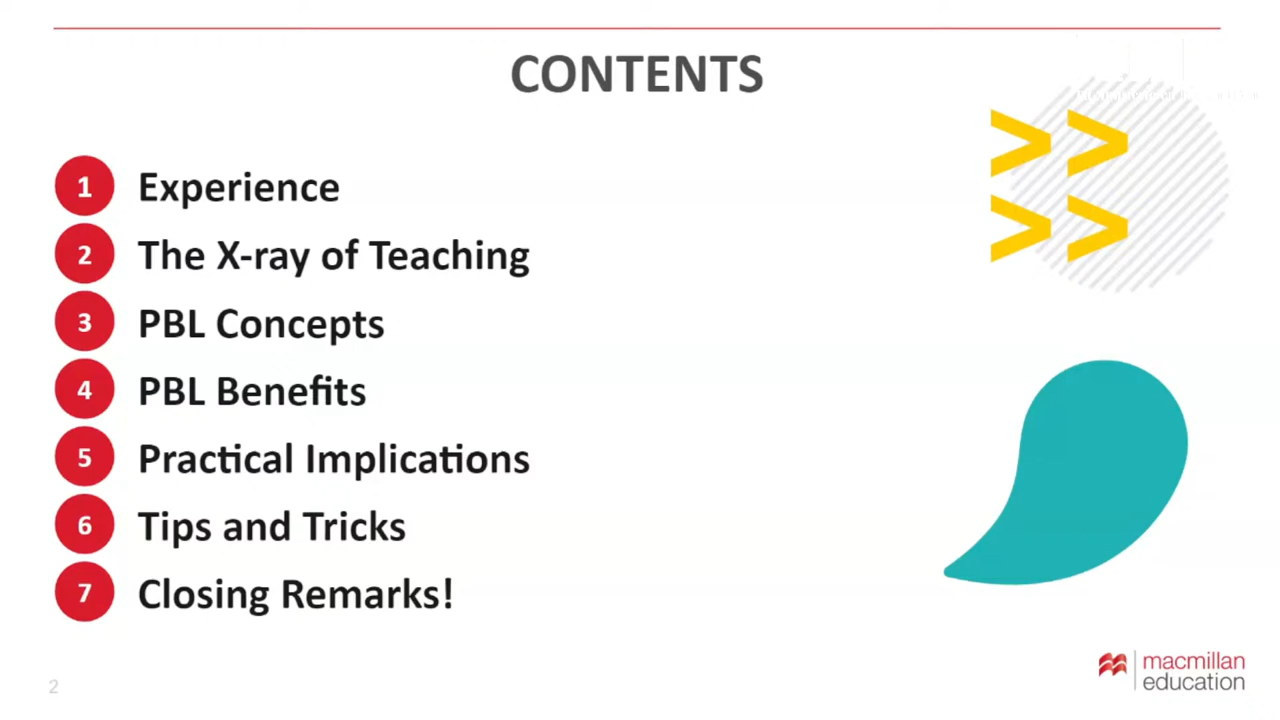 CONTENTS
1 Experience
2 The X-ray of Teaching
3 PBL Concepts
4 PBL Benefits
5 Practical Implications
6 Tips and Tricks
7 Closing Remarks!
2
macmillan
education